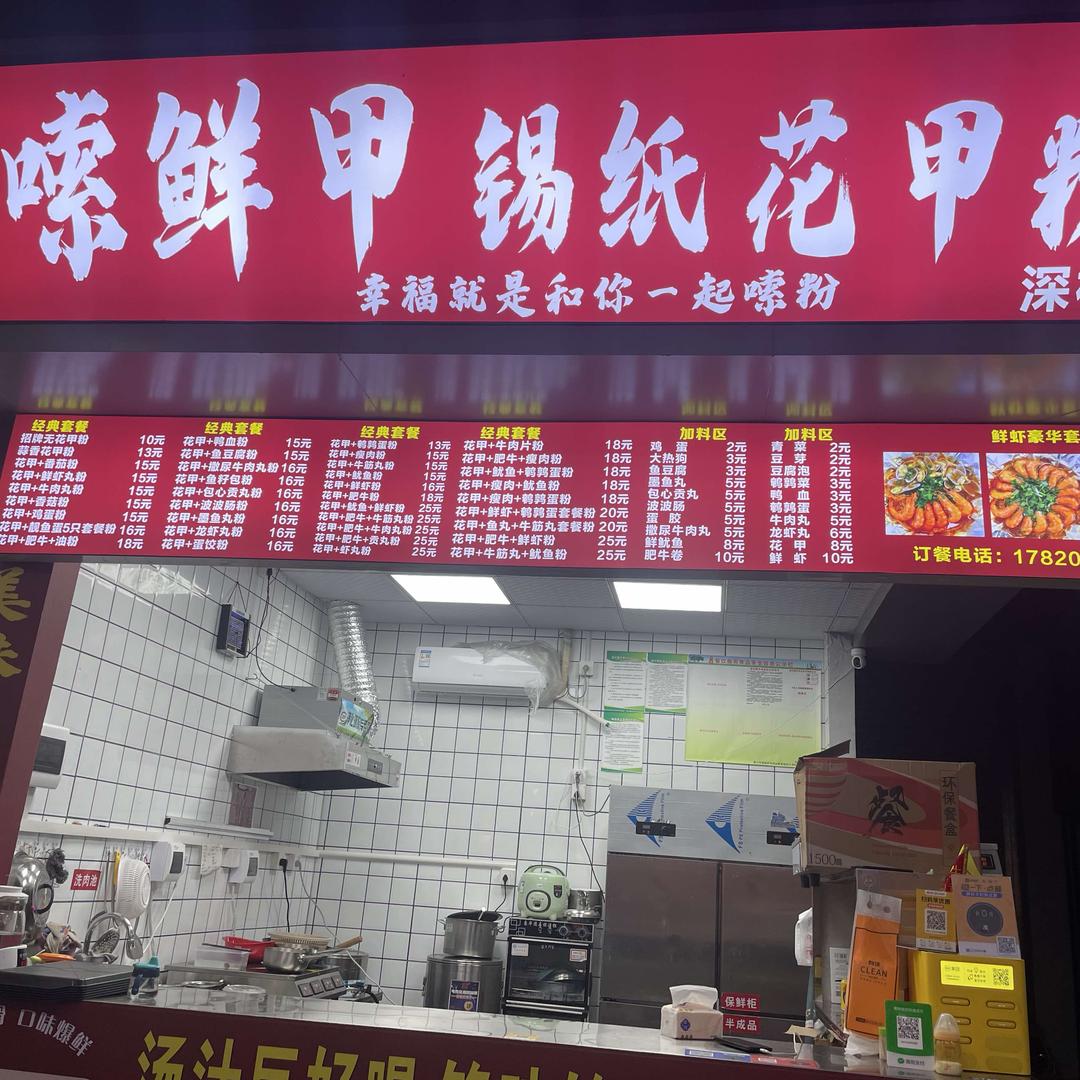 嗦鲜甲 锡纸花甲粉
幸福就是和你一起嗦粉
深
经典套餐
招牌无花甲粉 10元
蒜香花甲粉 13元
花甲+番茄粉 15元
花甲+鲜虾丸粉 15元
花甲+牛肉丸粉 15元
花甲+香菇粉 15元
花甲+鸡蛋粉 15元
花甲+靓鱼蛋5只套餐粉 16元
花甲+肥牛+油粉 18元
经典套餐
花甲+鸭血粉 15元
花甲+鱼豆腐粉 15元
花甲+撒尿牛肉丸粉 16元
花甲+鱼籽包粉 16元
花甲+包心贡丸粉 16元
花甲+波波肠粉 16元
花甲+墨鱼丸粉 16元
花甲+龙虾丸粉 16元
花甲+蛋饺粉 16元
经典套餐
花甲+鹌鹑蛋粉 13元
花甲+瘦肉粉 15元
花甲+牛筋丸粉 15元
花甲+鱿鱼粉 15元
花甲+鲜虾粉 16元
花甲+肥牛粉 18元
花甲+鱿鱼+鲜虾粉 25元
花甲+肥牛+牛筋丸粉 25元
花甲+肥牛+牛肉丸粉 25元
花甲+肥牛+贡丸粉 25元
花甲+虾丸粉 25元
经典套餐
花甲+牛肉片粉 18元
花甲+肥牛+瘦肉粉 18元
花甲+鱿鱼+鹌鹑蛋粉 18元
花甲+瘦肉+鱿鱼粉 18元
花甲+瘦肉+鹌鹑蛋粉 18元
花甲+鲜虾+鹌鹑蛋套餐粉 20元
花甲+鱼丸+牛筋丸套餐粉 20元
花甲+肥牛+鲜虾粉 25元
花甲+牛筋丸+鱿鱼粉 25元
加料区
鸡蛋 2元
大热狗 3元
鱼豆腐 3元
墨鱼丸 5元
包心贡丸 5元
波波肠 5元
蛋胶 5元
撒尿牛肉丸 5元
鲜鱿鱼 8元
肥牛卷 10元
加料区
青菜 2元
豆芽 2元
豆腐泡 2元
鹌鹑菜 3元
鸭血 3元
鹌鹑蛋 3元
牛肉丸 5元
龙虾丸 6元
花甲 8元
鲜虾 10元
鲜虾豪华套
订餐电话：17820
美味
洗肉池
环保餐盒
餐
1500
CLEAN
保鲜柜
半成品
口味爆鲜
汤汁巨好喝